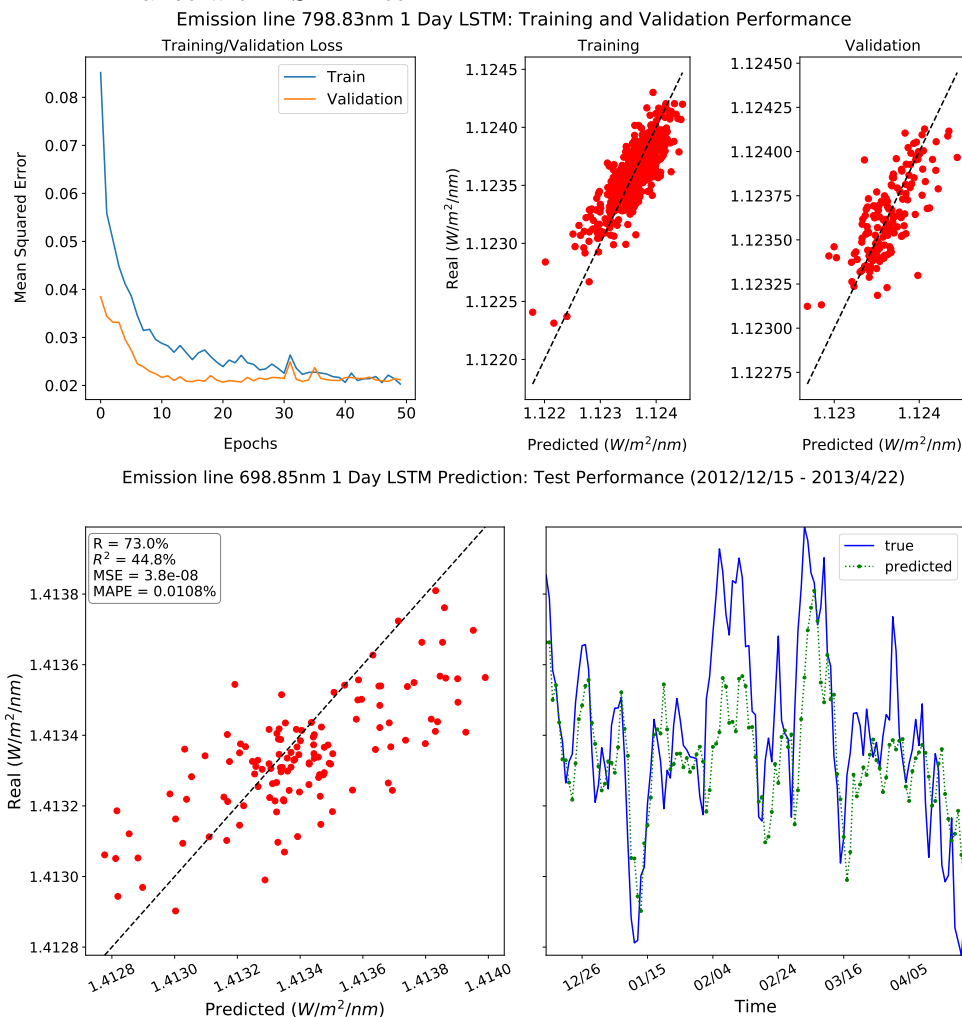 Emission line 798.83nm 1 Day LSTM: Training and Validation Performance
Training/Validation Loss
Training
Validation
Train
Validation
0.08
0.07
0.06
0.05
0.04
0.03
0.02
Mean Squared Error
0 10 20 30 40 50
Epochs
1.1245
1.1240
1.1235
1.1230
1.1225
1.1220
Real (W/m²/nm)
1.122 1.123 1.124
Predicted (W/m²/nm)
1.12450
1.12425
1.12400
1.12375
1.12350
1.12325
1.12300
1.12275
1.123 1.124
Predicted (W/m²/nm)
Emission line 698.85nm 1 Day LSTM Prediction: Test Performance (2012/12/15 - 2013/4/22)
R = 73.0%
R² = 44.8%
MSE = 3.8e-08
MAPE = 0.0108%
1.4138
1.4136
1.4134
1.4132
1.4130
1.4128
Real (W/m²/nm)
1.4128 1.4130 1.4132 1.4134 1.4136 1.4138 1.4140
Predicted (W/m²/nm)
true
predicted
12/26 01/15 02/04 02/24 03/16 04/05
Time